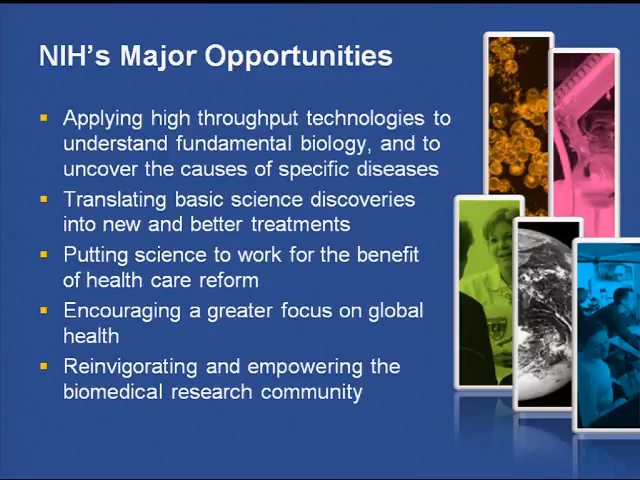 NIH's Major Opportunities
▪ Applying high throughput technologies to
understand fundamental biology, and to
uncover the causes of specific diseases
▪ Translating basic science discoveries
into new and better treatments
▪ Putting science to work for the benefit
of health care reform
▪ Encouraging a greater focus on global
health
▪ Reinvigorating and empowering the
biomedical research community